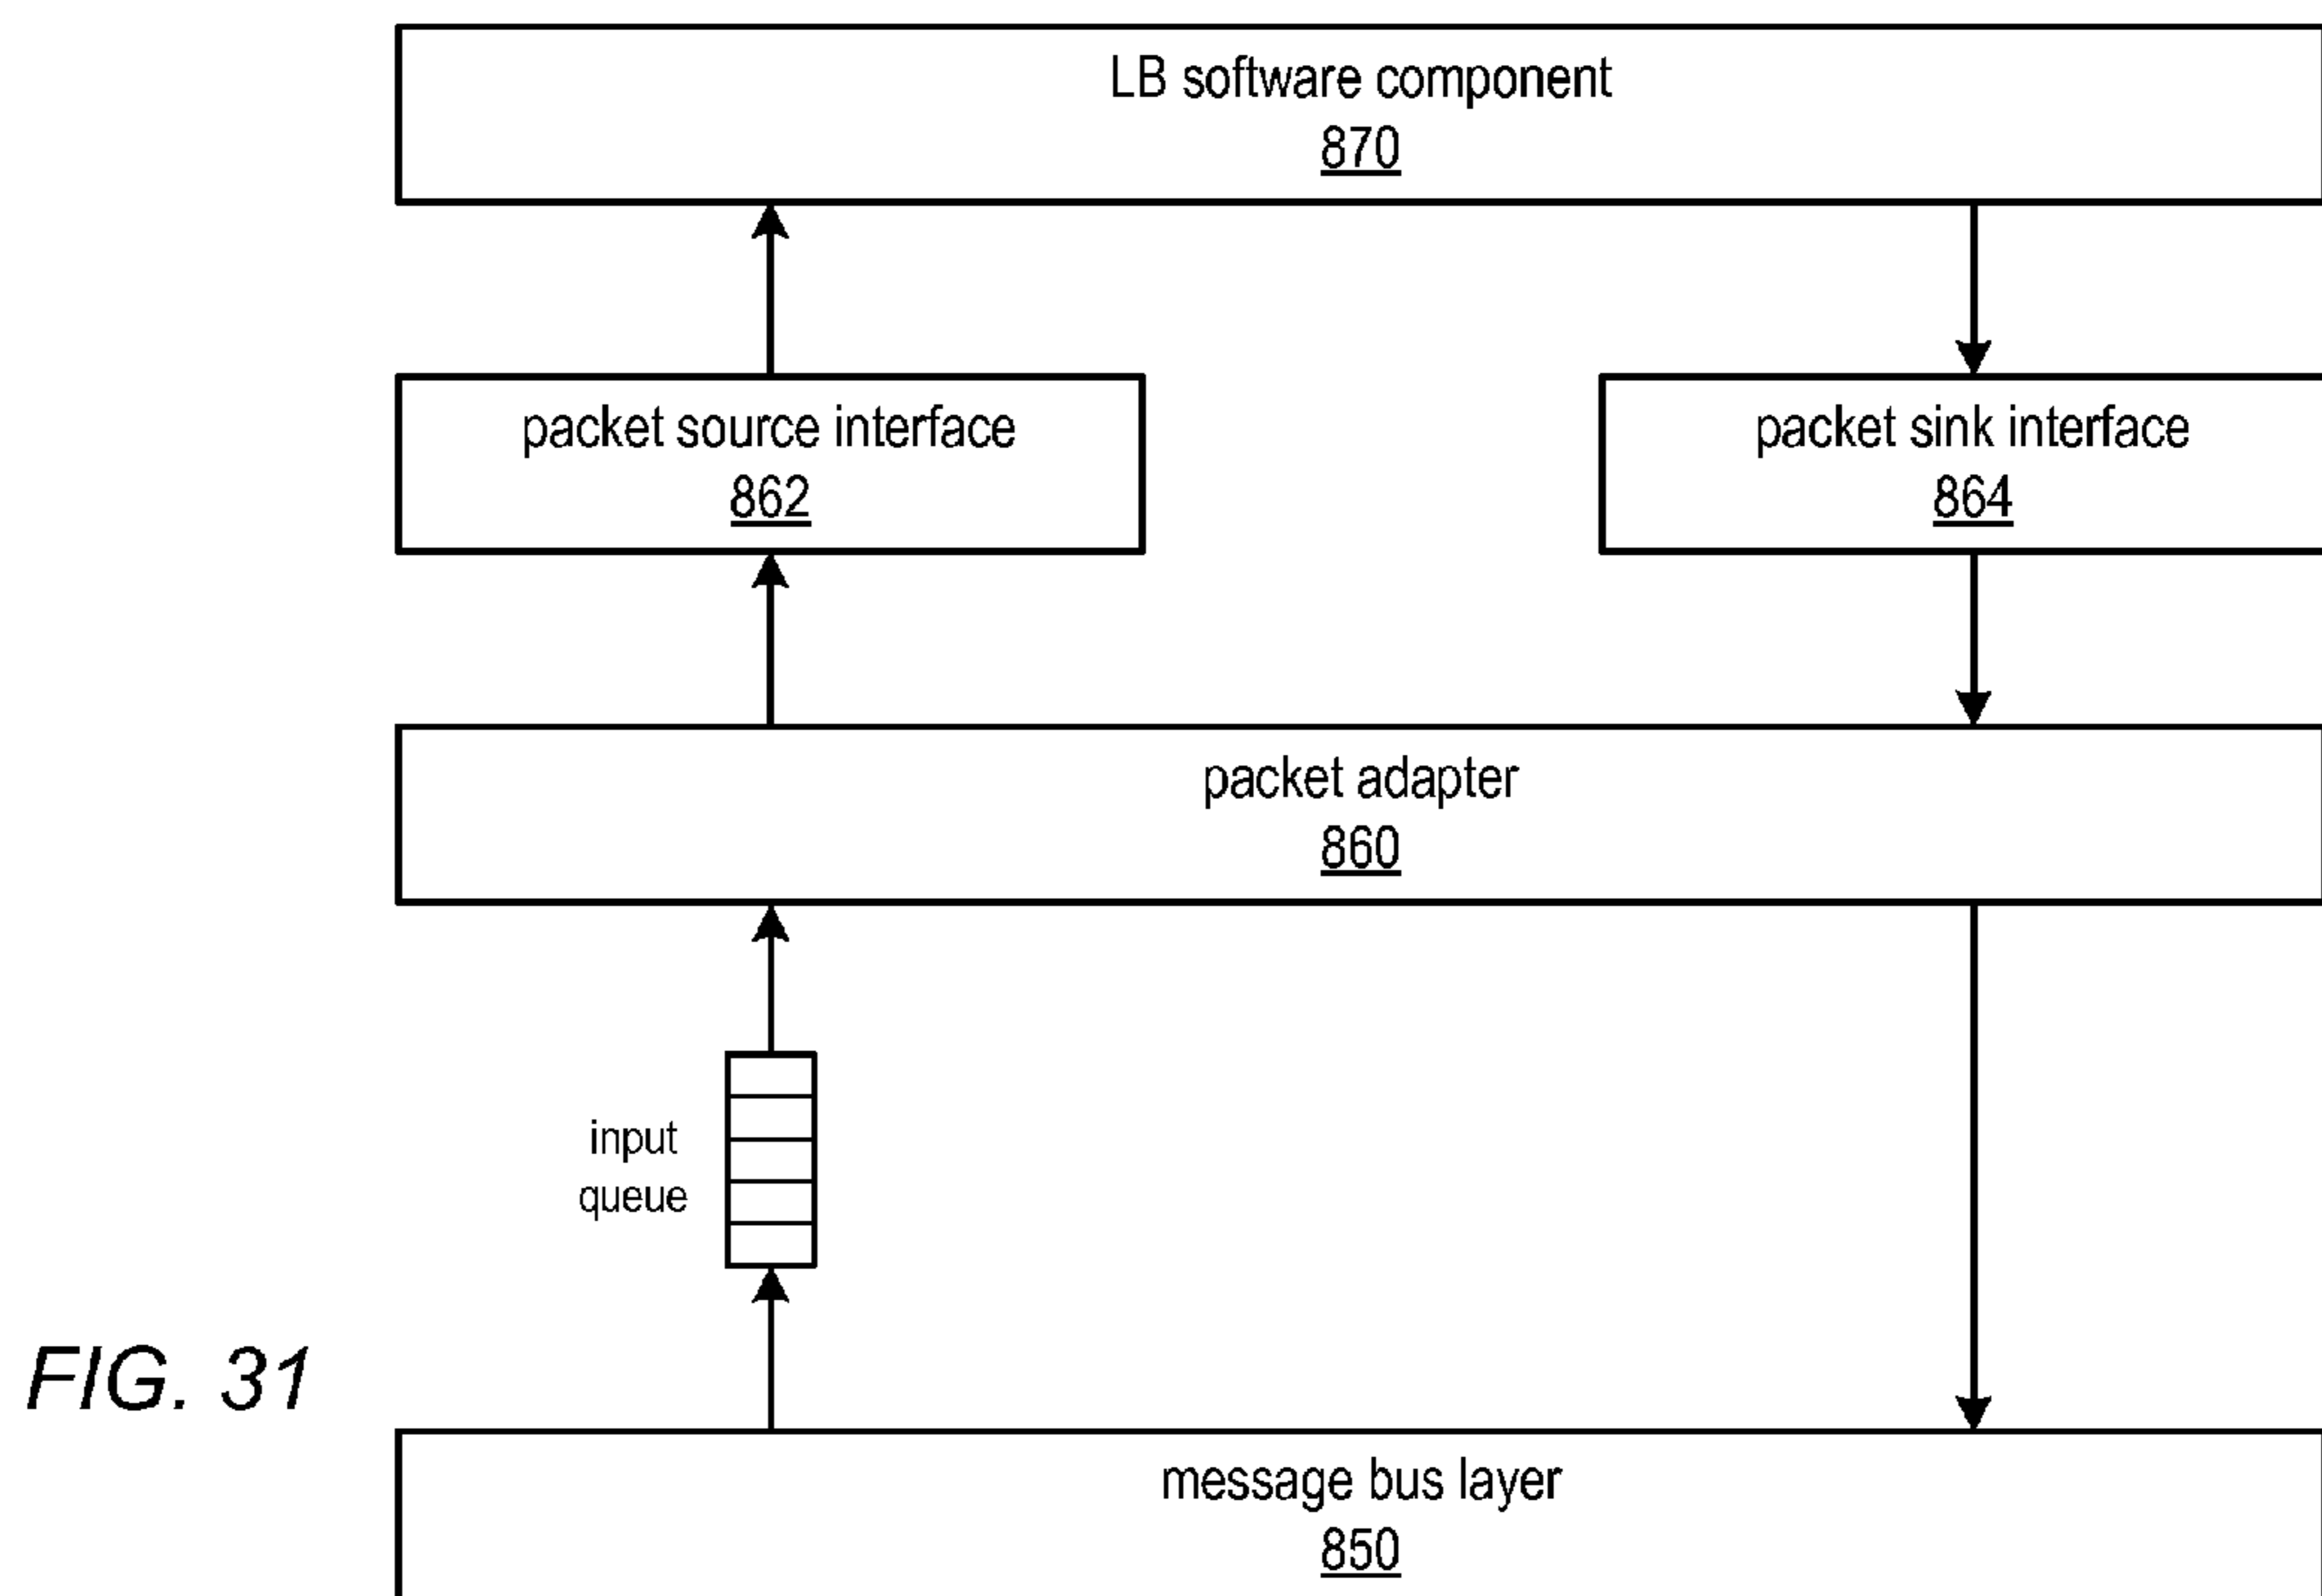 LB software component
870
packet source interface
862
packet sink interface
864
packet adapter
860
input
queue
FIG. 31
message bus layer
850